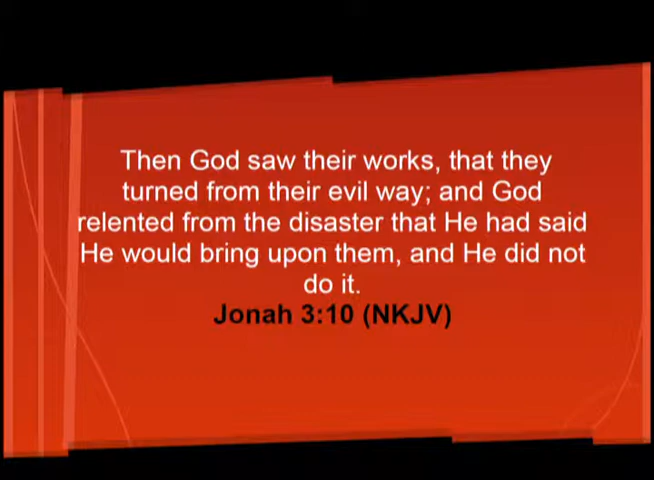 Then God saw their works, that they
turned from their evil way; and God
relented from the disaster that He had said
He would bring upon them, and He did not
do it.
Jonah 3:10 (NKJV)